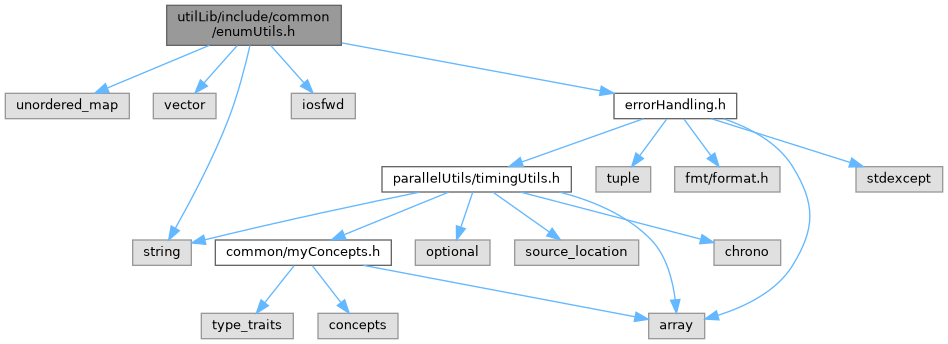 utilLib/include/common
/enumUtils.h
unordered_map
vector
iosfwd
errorHandling.h
parallelUtils/timingUtils.h
tuple
fmt/format.h
stdexcept
string
common/myConcepts.h
optional
source_location
chrono
type_traits
concepts
array